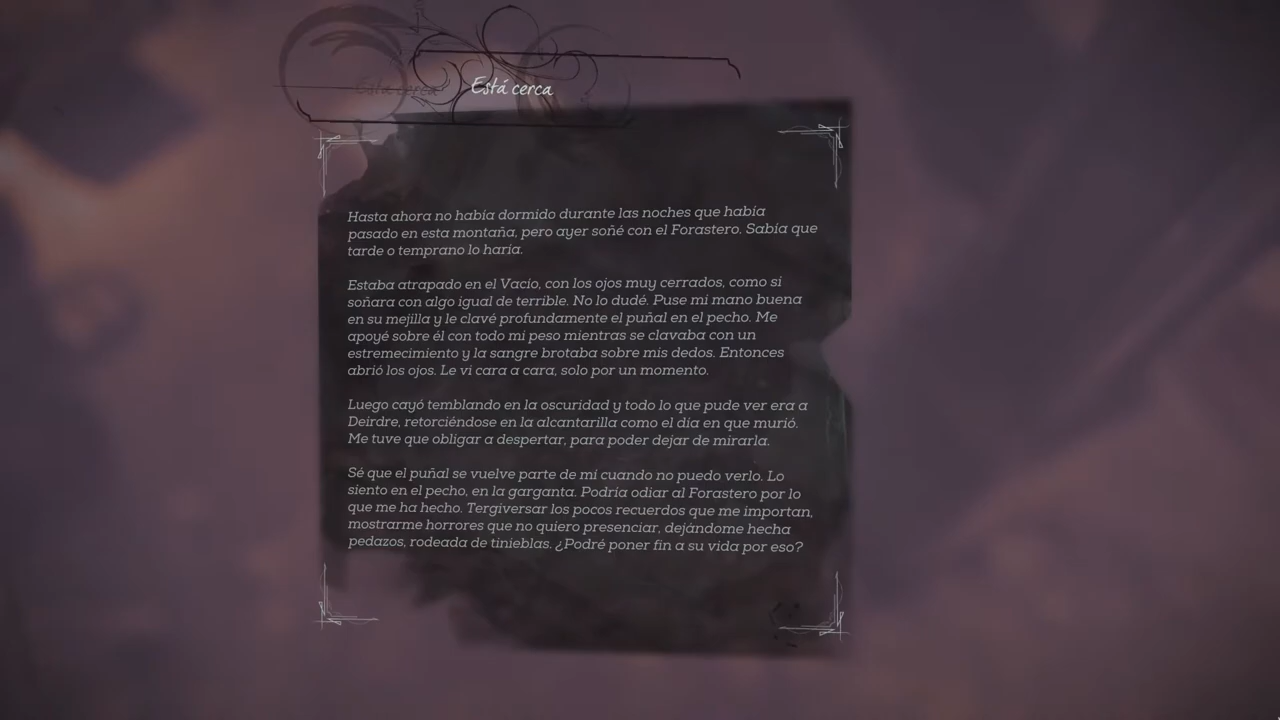 Está cerca
Hasta ahora no había dormido durante las noches que había
pasado en esta montaña, pero ayer soñé con el Forastero. Sabía que
tarde o temprano lo haría.
Estaba atrapado en el Vacío, con los ojos muy cerrados, como si
soñara con algo igual de terrible. No lo dudé. Puse mi mano buena
en su mejilla y le clavé profundamente el puñal en el pecho. Me
apoyé sobre él con todo mi peso mientras se clavaba con un
estremecimiento y la sangre brotaba sobre mis dedos. Entonces
abrió los ojos. Le vi cara a cara, solo por un momento.
Luego cayó temblando en la oscuridad y todo lo que pude ver era a
Deirdre, retorciéndose en la alcantarilla como el día en que murió.
Me tuve que obligar a despertar, para poder dejar de mirarla.
Sé que el puñal se vuelve parte de mí cuando no puedo verlo. Lo
siento en el pecho, en la garganta. Podría odiar al Forastero por lo
que me ha hecho. Tergiversar los pocos recuerdos que me importan,
mostrarme horrores que no quiero presenciar, dejándome hecha
pedazos, rodeada de tinieblas. ¿Podré poner fin a su vida por eso?